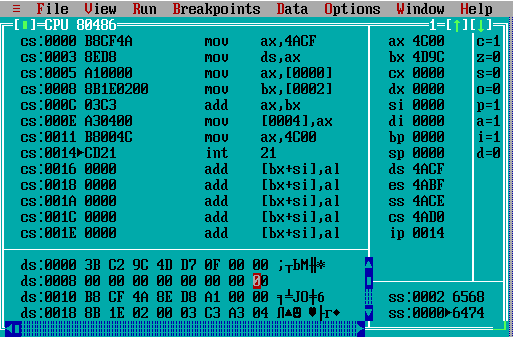 ≡ File View Run Breakpoints Data Options Window Help
[■]=CPU 80486 1=[↑][↓]
cs:0000 B8CF4A mov ax,4ACF ax 4C00 c=1
cs:0003 8ED8 mov ds,ax bx 4D9C z=0
cs:0005 A10000 mov ax,[0000] cx 0000 s=0
cs:0008 8B1E0200 mov bx,[0002] dx 0000 o=0
cs:000C 03C3 add ax,bx si 0000 p=1
cs:000E A30400 mov [0004],ax di 0000 a=1
cs:0011 B8004C mov ax,4C00 bp 0000 i=1
cs:0014►CD21 int 21 sp 0000 d=0
cs:0016 0000 add [bx+si],al ds 4ACF
cs:0018 0000 add [bx+si],al es 4ABF
cs:001A 0000 add [bx+si],al ss 4ACE
cs:001C 0000 add [bx+si],al cs 4AD0
cs:001E 0000 add [bx+si],al ip 0014
ds:0000 3B C2 9C 4D D7 0F 00 00 ;┬ЬM╫☼
ds:0008 00 00 00 00 00 00 00 00
ds:0010 B8 CF 4A 8E D8 A1 00 00 ╕╧JО╪б ss:0002 6568
ds:0018 8B 1E 02 00 03 C3 A3 04 Л▲☻ ♥├г♦ ss:0000►6474